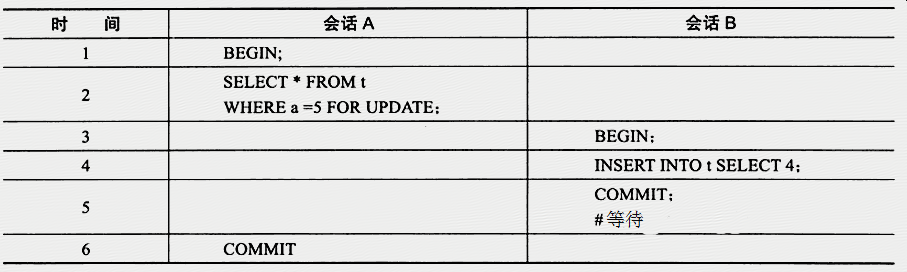 时 间 会话 A 会话 B
1 BEGIN;
2 SELECT * FROM t
WHERE a =5 FOR UPDATE;
3 BEGIN;
4 INSERT INTO t SELECT 4;
5 COMMIT;
# 等待
6 COMMIT